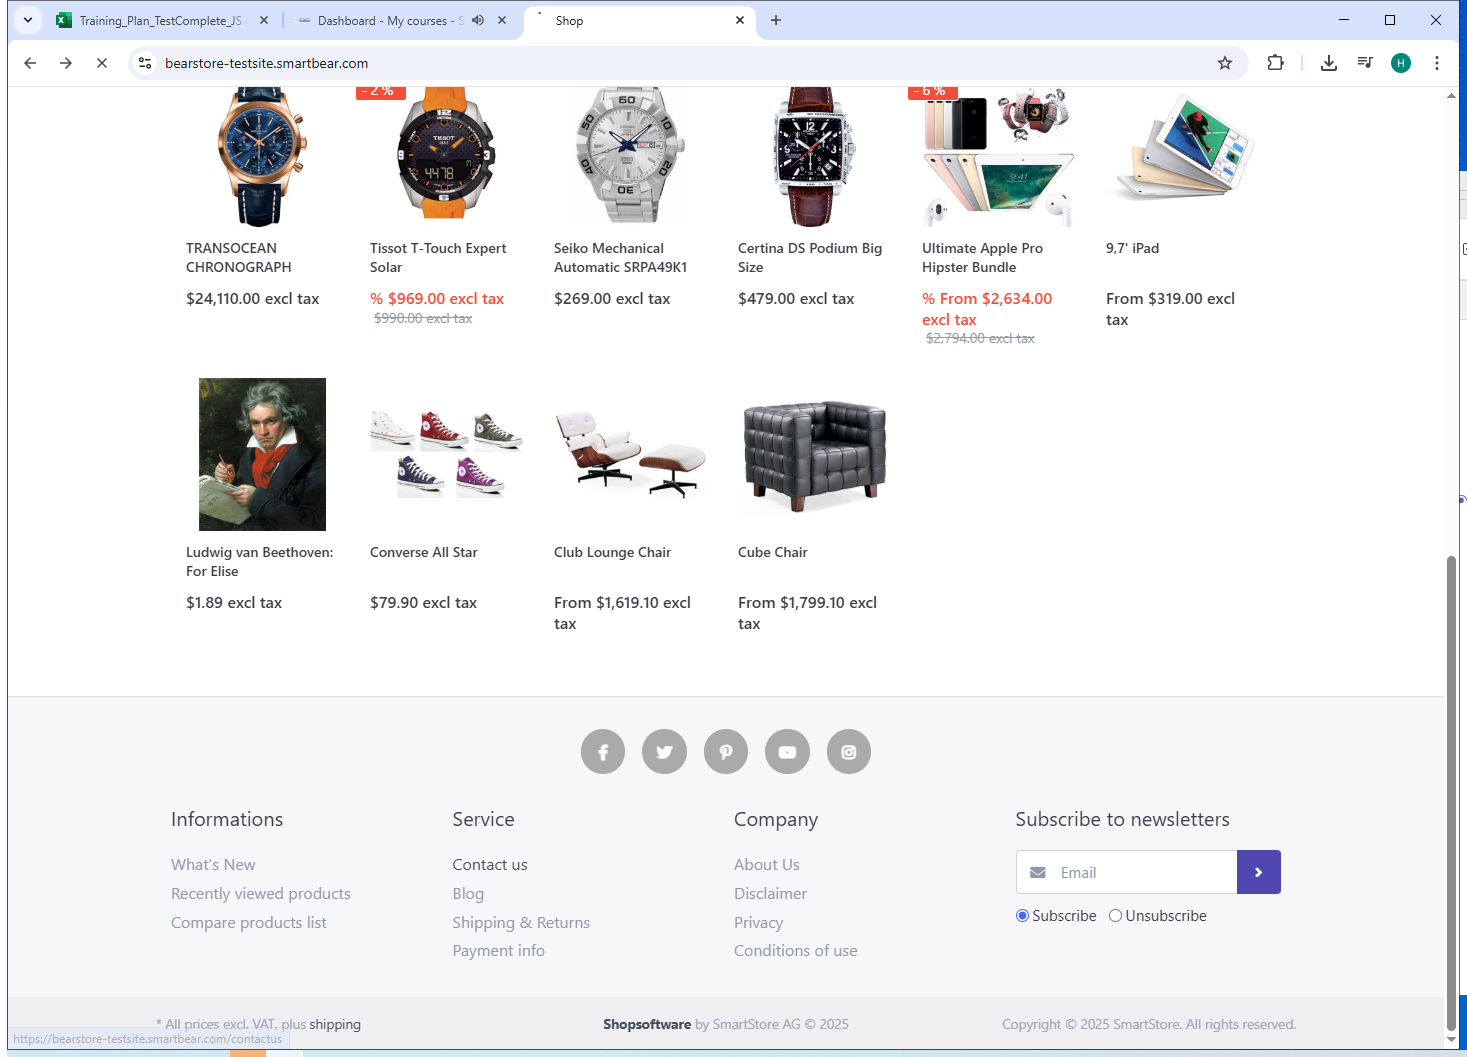 Training_Plan_TestComplete_JS
Dashboard - My courses - S
Shop
bearstore-testsite.smartbear.com
H
- 2 %
- 6 %
TRANSOCEAN
CHRONOGRAPH
$24,110.00 excl tax
Tissot T-Touch Expert
Solar
% $969.00 excl tax
$990.00 excl tax
Seiko Mechanical
Automatic SRPA49K1
$269.00 excl tax
Certina DS Podium Big
Size
$479.00 excl tax
Ultimate Apple Pro
Hipster Bundle
% From $2,634.00
excl tax
$2,794.00 excl tax
9,7' iPad
From $319.00 excl
tax
Ludwig van Beethoven:
For Elise
$1.89 excl tax
Converse All Star
$79.90 excl tax
Club Lounge Chair
From $1,619.10 excl
tax
Cube Chair
From $1,799.10 excl
tax
Informations
What's New
Recently viewed products
Compare products list
Service
Contact us
Blog
Shipping & Returns
Payment info
Company
About Us
Disclaimer
Privacy
Conditions of use
Subscribe to newsletters
Email
Subscribe Unsubscribe
* All prices excl. VAT, plus shipping
Shopsoftware by SmartStore AG © 2025
Copyright © 2025 SmartStore. All rights reserved.
https://bearstore-testsite.smartbear.com/contactus